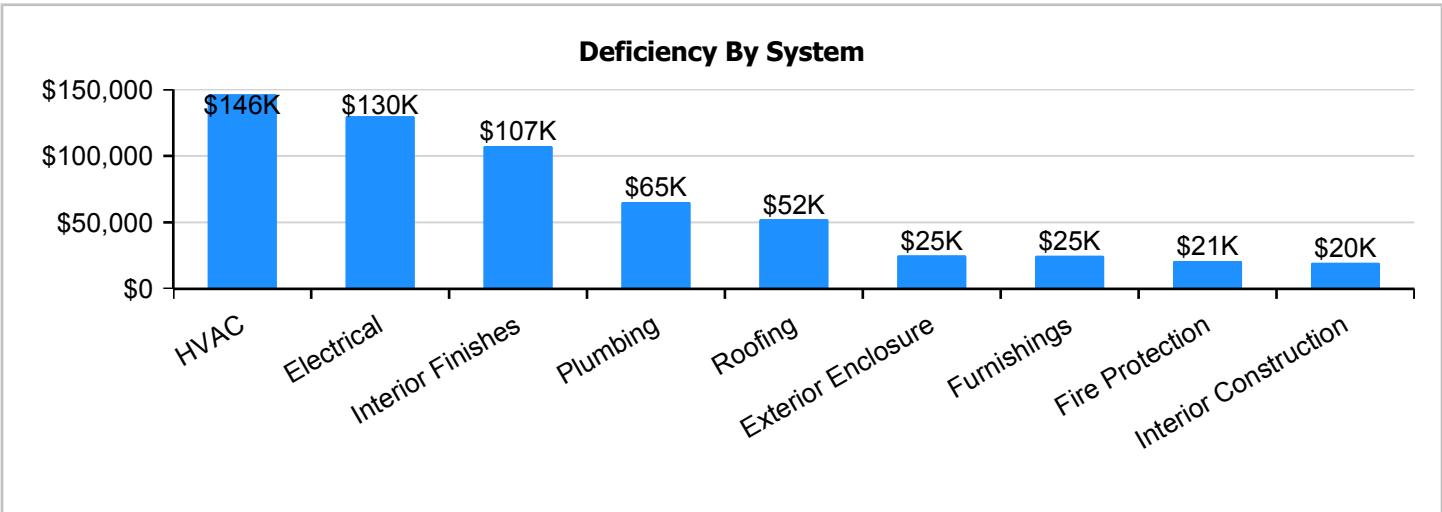 Deficiency By System
$150,000
$100,000
$50,000
$0
$146K
$130K
$107K
$65K
$52K
$25K
$25K
$21K
$20K
HVAC
Electrical
Interior Finishes
Plumbing
Roofing
Exterior Enclosure
Furnishings
Fire Protection
Interior Construction